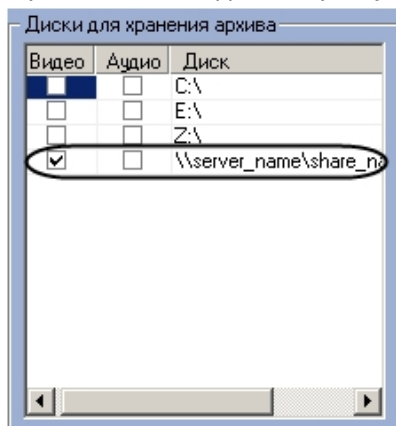 Диски для хранения архива
Видео Аудио Диск
C:\
E:\
Z:\
\\server_name\share_na